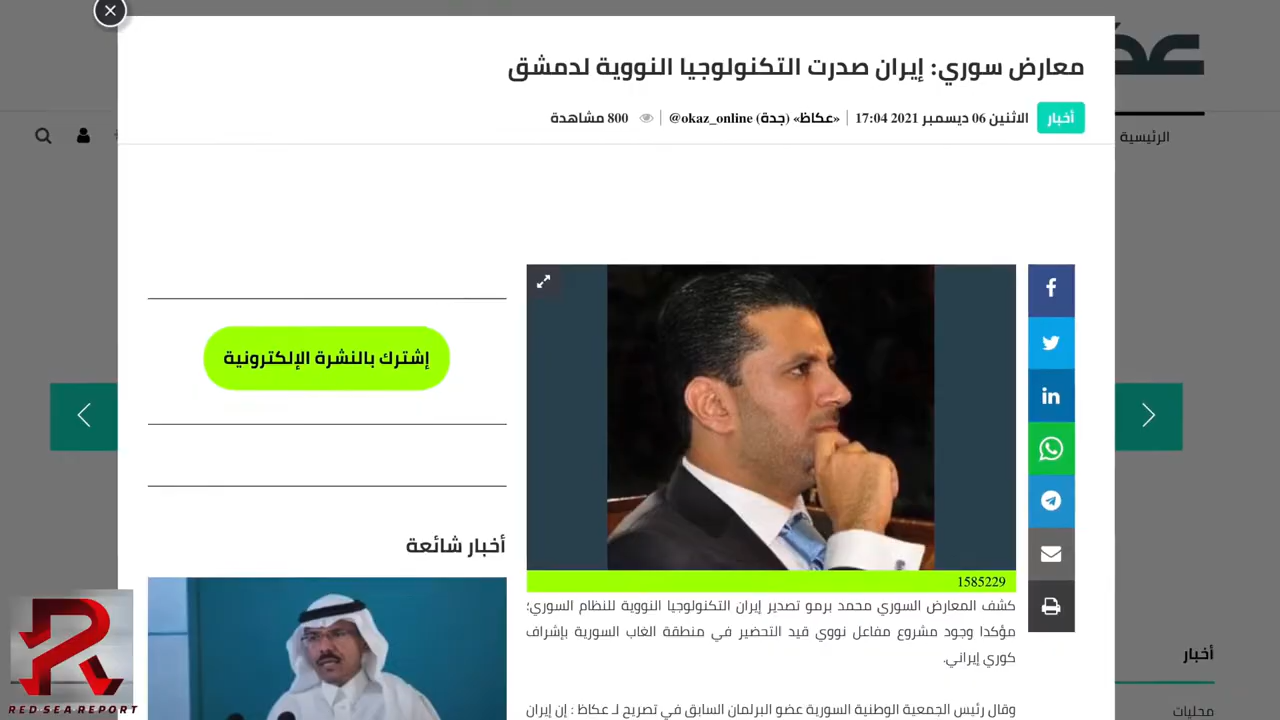 معارض سوري: إيران صدرت التكنولوجيا النووية لدمشق
أخبار
الاثنين 06 ديسمبر 2021 17:04 | «عكاظ» (جدة) okaz_online@ | 800 مشاهدة
الرئيسية
إشترك بالنشرة الإلكترونية
أخبار شائعة
1585229
كشف المعارض السوري محمد برمو تصدير إيران التكنولوجيا النووية للنظام السوري؛
مؤكدا وجود مشروع مفاعل نووي قيد التحضير في منطقة الغاب السورية بإشراف
كوري إيراني.
وقال رئيس الجمعية الوطنية السورية عضو البرلمان السابق في تصريح لـ عكاظ : إن إيران
أخبار
محليات
RED SEA REPORT